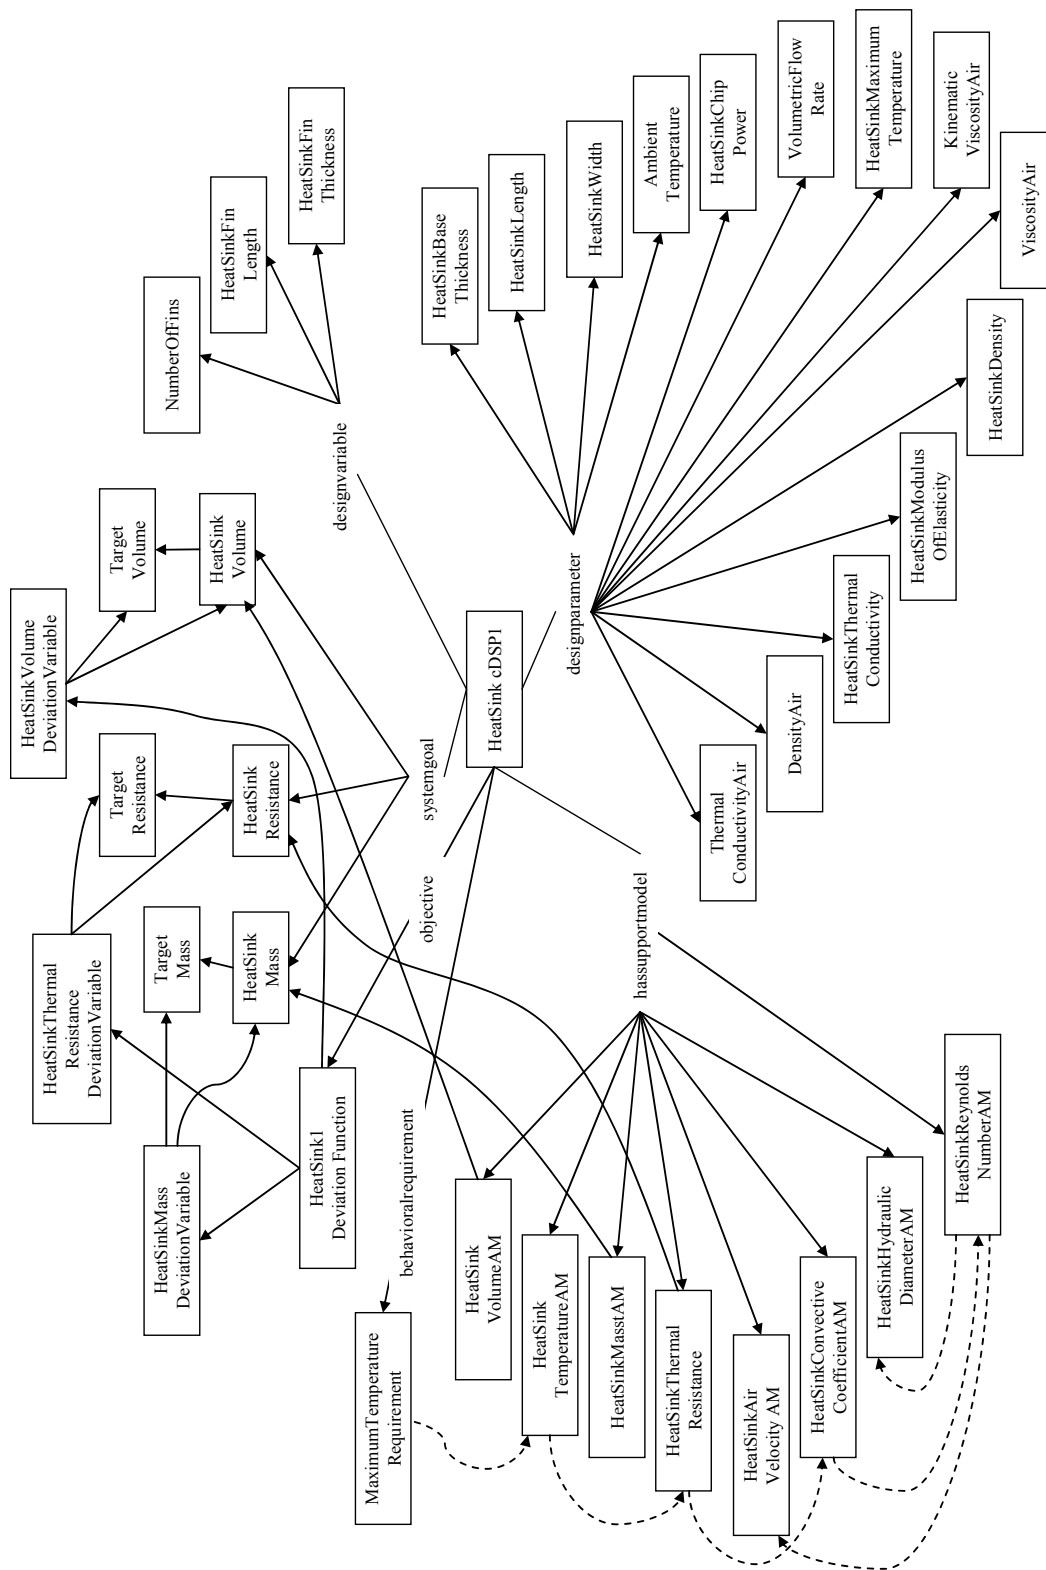 HeatSinkVolume
DeviationVariable
HeatSinkThermal
Resistance
DeviationVariable
Target
Volume
Target
Resistance
NumberOfFins
Target
Mass
HeatSinkMass
DeviationVariable
HeatSink
Volume
HeatSinkFin
Length
HeatSink
Resistance
HeatSink
Mass
HeatSinkFin
Thickness
HeatSink1
Deviation Function
designvariable
MaximumTemperature
Requirement
behavioralrequirement
objective
systemgoal
HeatSinkBase
Thickness
HeatSink
VolumeAM
HeatSink cDSP1
HeatSinkLength
HeatSink
TemperatureAM
designparameter
HeatSinkWidth
HeatSinkMasstAM
hassupportmodel
Ambient
Temperature
HeatSinkThermal
Resistance
Thermal
ConductivityAir
HeatSinkChip
Power
HeatSinkAir
Velocity AM
DensityAir
VolumetricFlow
Rate
HeatSinkConvective
CoefficientAM
HeatSinkThermal
Conductivity
HeatSinkMaximum
Temperature
HeatSinkHydraulic
DiameterAM
HeatSinkModulus
OfElasticity
Kinematic
ViscosityAir
HeatSinkReynolds
NumberAM
HeatSinkDensity
ViscosityAir